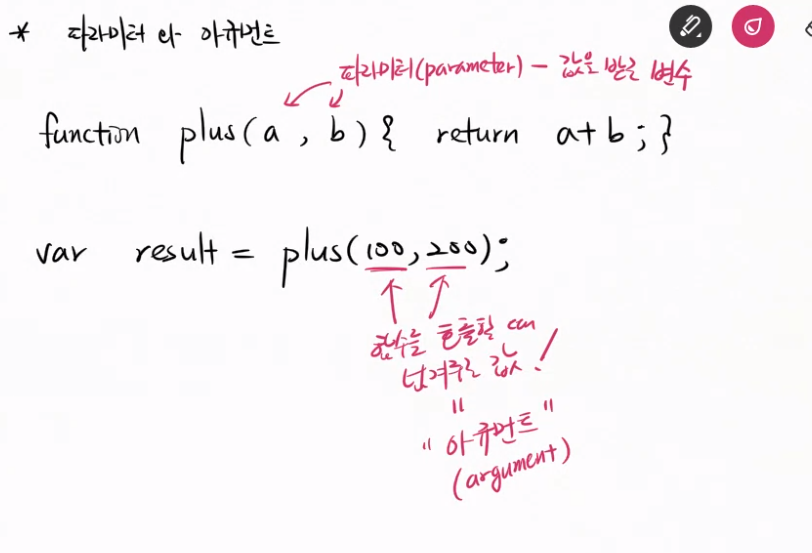 * 파라미터 와 아규먼트
파라미터(parameter) - 값을 받을 변수
function plus(a , b){ return a+b ; }
var result = plus(100, 200);
함수를 호출할 때
넘겨주는 값!
"
"아규먼트"
(argument)